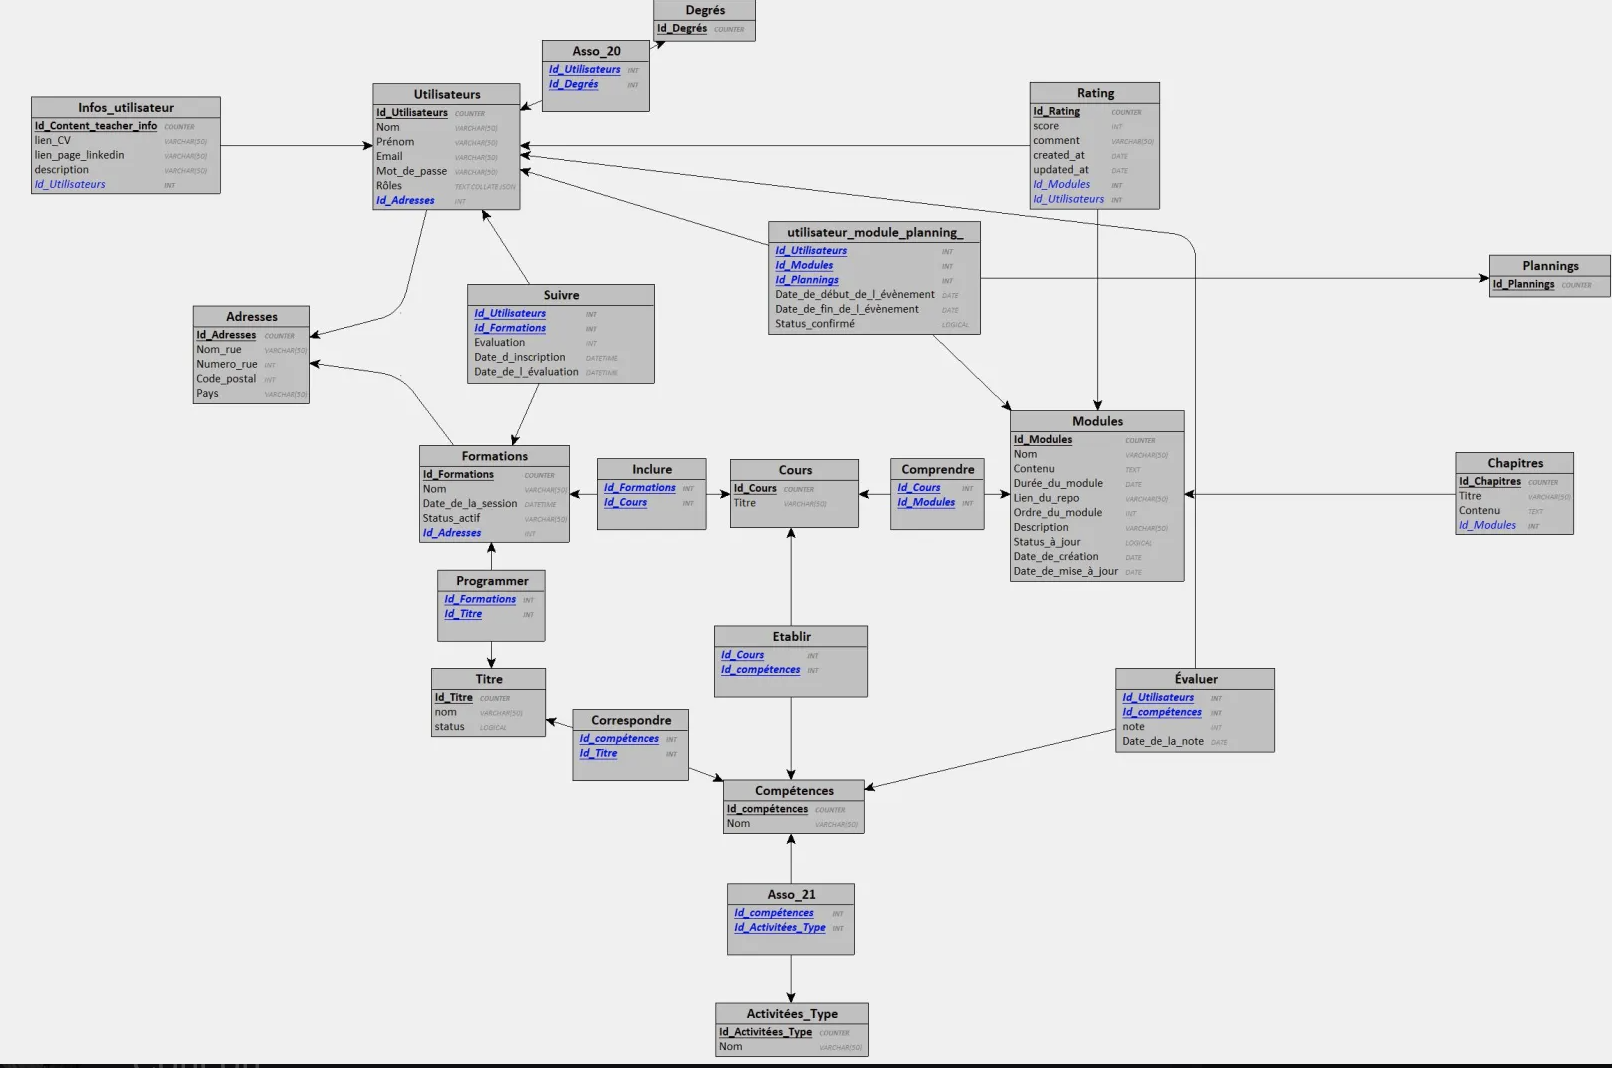 Degrés
Id_Degrés COUNTER
Asso_20
Id_Utilisateurs INT
Id_Degrés INT
Utilisateurs
Id_Utilisateurs COUNTER
Nom VARCHAR(50)
Prénom VARCHAR(50)
Email VARCHAR(50)
Mot_de_passe VARCHAR(50)
Rôles TEXT COLLATE JSON
Id_Adresses INT
Infos_utilisateur
Id_Content_teacher_info COUNTER
lien_CV VARCHAR(50)
lien_page_linkedin VARCHAR(50)
description VARCHAR(50)
Id_Utilisateurs INT
Rating
Id_Rating COUNTER
score INT
comment VARCHAR(50)
created_at DATE
updated_at DATE
Id_Modules INT
Id_Utilisateurs INT
utilisateur_module_planning_
Id_Utilisateurs INT
Id_Modules INT
Id_Plannings INT
Date_de_début_de_l_évènement DATE
Date_de_fin_de_l_évènement DATE
Status_confirmé LOGICAL
Plannings
Id_Plannings COUNTER
Suivre
Id_Utilisateurs INT
Id_Formations INT
Evaluation INT
Date_d_inscription DATETIME
Date_de_l_évaluation DATETIME
Adresses
Id_Adresses COUNTER
Nom_rue VARCHAR(50)
Numero_rue INT
Code_postal INT
Pays VARCHAR(50)
Formations
Id_Formations COUNTER
Nom VARCHAR(50)
Date_de_la_session DATETIME
Status_actif VARCHAR(50)
Id_Adresses INT
Inclure
Id_Formations INT
Id_Cours INT
Cours
Id_Cours COUNTER
Titre VARCHAR(50)
Comprendre
Id_Cours INT
Id_Modules INT
Modules
Id_Modules COUNTER
Nom VARCHAR(50)
Contenu TEXT
Durée_du_module DATE
Lien_du_repo VARCHAR(50)
Ordre_du_module INT
Description VARCHAR(50)
Status_à_jour LOGICAL
Date_de_création DATE
Date_de_mise_à_jour DATE
Chapitres
Id_Chapitres COUNTER
Titre VARCHAR(50)
Contenu TEXT
Id_Modules INT
Programmer
Id_Formations INT
Id_Titre INT
Etablir
Id_Cours INT
Id_compétences INT
Titre
Id_Titre COUNTER
nom VARCHAR(50)
status LOGICAL
Évaluer
Id_Utilisateurs INT
Id_compétences INT
note INT
Date_de_la_note DATE
Correspondre
Id_compétences INT
Id_Titre INT
Compétences
Id_compétences COUNTER
Nom VARCHAR(50)
Asso_21
Id_compétences INT
Id_Activitées_Type INT
Activitées_Type
Id_Activitées_Type COUNTER
Nom VARCHAR(50)